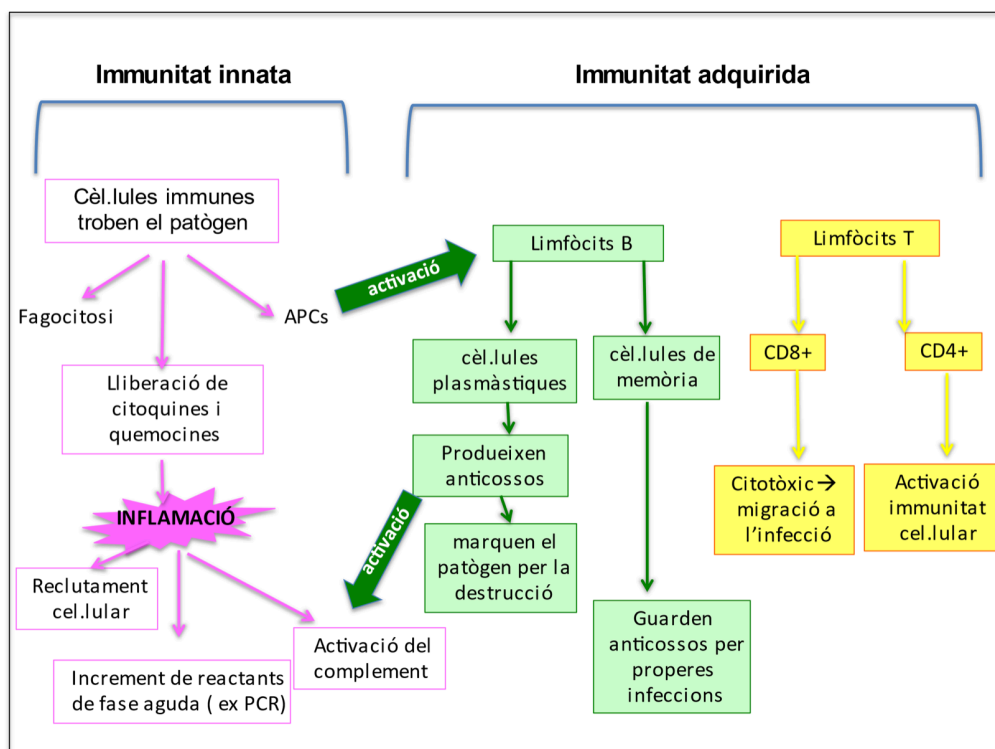 Immunitat innata
Immunitat adquirida
Cèl.lules immunes
troben el patògen
Fagocitosi
APCs
activació
Lliberació de
citoquines i
quemocines
INFLAMACIÓ
Reclutament
cel.lular
Increment de reactants
de fase aguda ( ex PCR)
Activació del
complement
Limfòcits B
cèl.lules
plasmàstiques
cèl.lules de
memòria
Produeixen
anticossos
activació
marquen el
patògen per la
destrucció
Guarden
anticossos per
properes
infeccions
Limfòcits T
CD8+
CD4+
Citotòxic →
migració a
l’infecció
Activació
immunitat
cel.lular